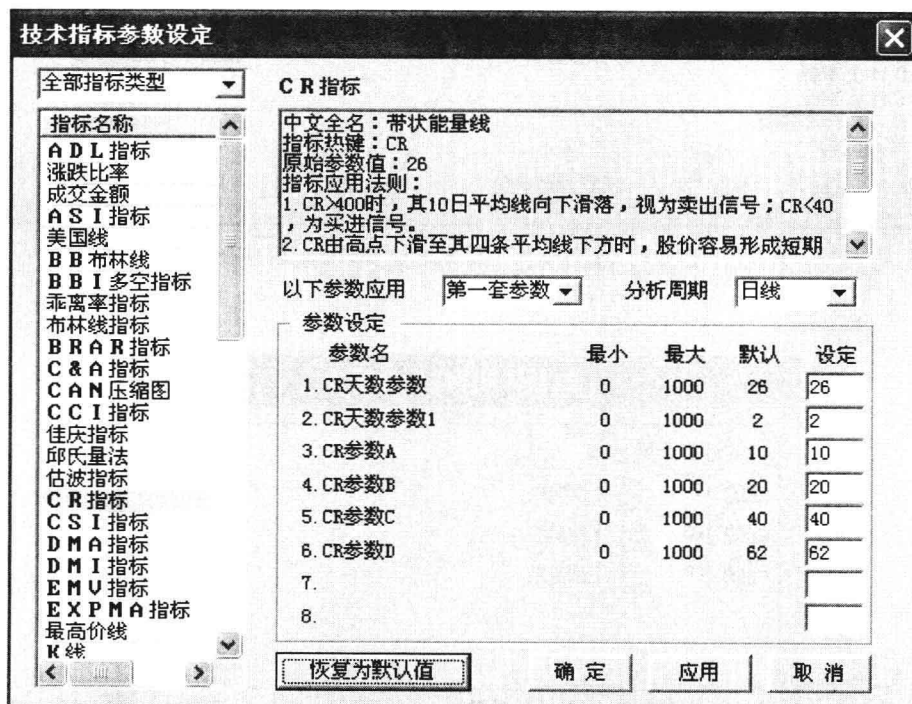 技术指标参数设定
全部指标类型
指标名称
ADL指标
涨跌比率
成交金额
ASI指标
美国线
BB布林线
BBI多空指标
乖离率指标
布林线指标
BRAR指标
C&A指标
CAN压缩图
CCI指标
佳庆指标
邱氏量法
估波指标
CR指标
CSI指标
DMA指标
DMI指标
EMV指标
EXPMA指标
最高价线
K线
CR指标
中文全名：带状能量线
指标热键：CR
原始参数值：26
指标应用法则：
1.CR>400时，其10日平均线向下滑落，视为卖出信号；CR<40
，为买进信号。
2.CR由高点下滑至其四条平均线下方时，股价容易形成短期
以下参数应用 第一套参数 分析周期 日线
参数设定
参数名 最小 最大 默认 设定
1.CR天数参数 0 1000 26 26
2.CR天数参数1 0 1000 2 2
3.CR参数A 0 1000 10 10
4.CR参数B 0 1000 20 20
5.CR参数C 0 1000 40 40
6.CR参数D 0 1000 62 62
7.
8.
恢复为默认值 确定 应用 取消